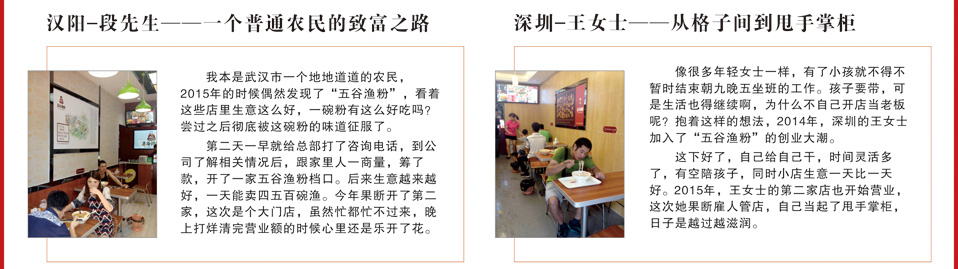 汉阳-段先生——一个普通农民的致富之路
我本是武汉市一个地地道道的农民，
2015年的时候偶然发现了“五谷渔粉”，看着
这些店里生意这么好，一碗粉有这么好吃吗？
尝过之后彻底被这碗粉的味道征服了。
第二天一早就给总部打了咨询电话，到公
司了解相关情况后，跟家里人一商量，筹了
款，开了一家五谷渔粉档口。后来生意越来越
好，一天能卖四五百碗渔。今年果断开了第二
家，这次是个大门店，虽然忙都忙不过来，晚
上打烊清完营业额的时候心里还是乐开了花。
深圳-王女士——从格子间到甩手掌柜
像很多年轻女士一样，有了小孩就不得不
暂时结束朝九晚五坐班的工作。孩子要带，可
是生活也得继续啊，为什么不自己开店当老板
呢？抱着这样的想法，2014年，深圳的王女士
加入了“五谷渔粉”的创业大潮。
这下好了，自己给自己干，时间灵活多
了，有空陪孩子，同时小店生意一天比一天
好。2015年，王女士的第二家店也开始营业，
这次她果断雇人管店，自己当起了甩手掌柜，
日子是越过越滋润。